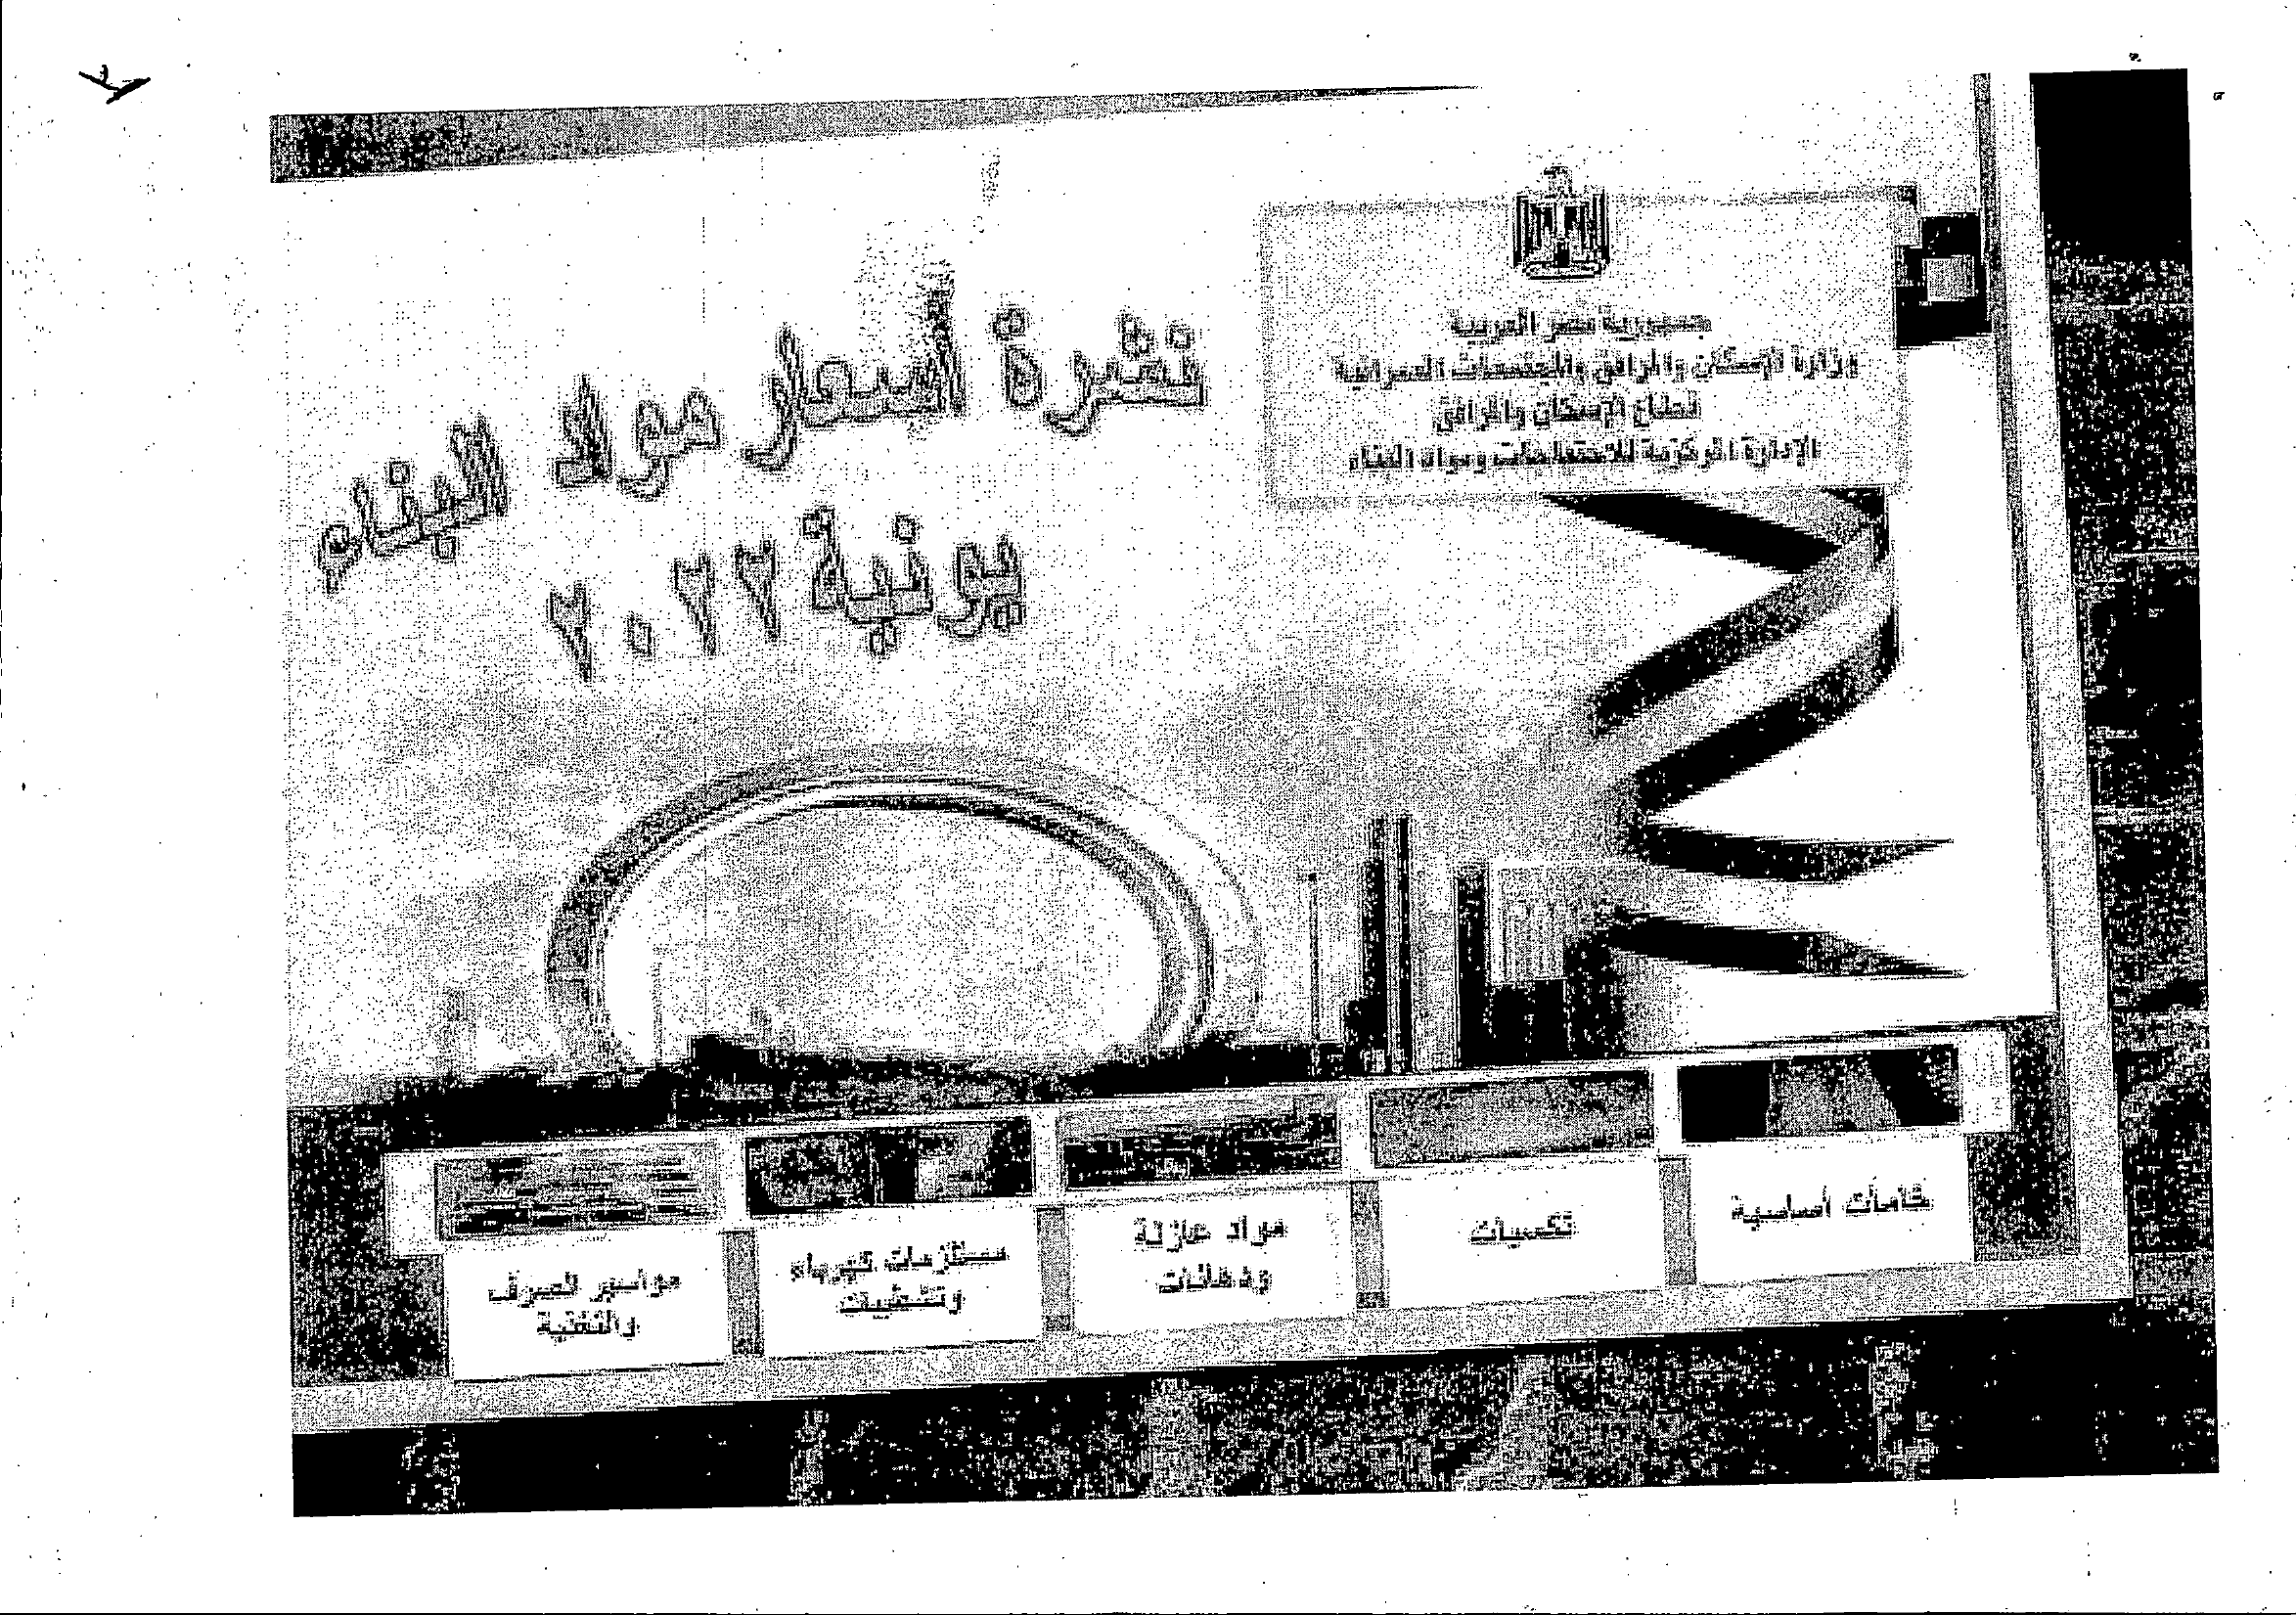 جمهورية مصر العربية
وزارة الإسكان والمرافق والمجتمعات العمرانية
قطاع الإسكان والمرافق
الإدارة المركزية للاحتياجات ومواد البناء
نشرة أسعار مواد البناء
يونية ٢٠٢٢
خامات أساسية
تكسيات
مواد عازلة
ودهانات
مستلزمات كهرباء
وتشطيبات
مواسير الصرف
والتغذية